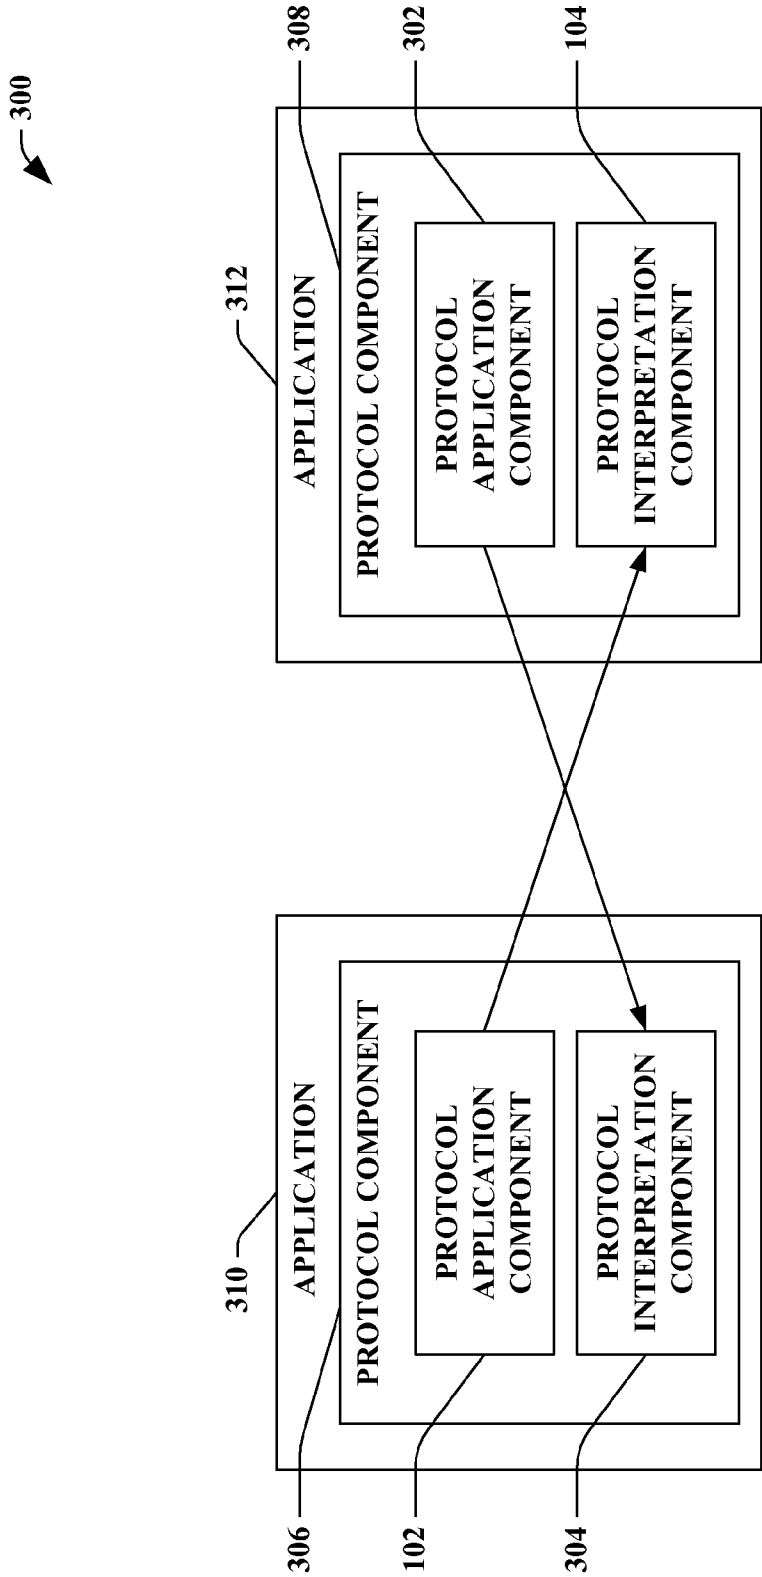 300
310
APPLICATION
306
PROTOCOL COMPONENT
102
PROTOCOL
APPLICATION
COMPONENT
304
PROTOCOL
INTERPRETATION
COMPONENT
312
APPLICATION
308
PROTOCOL COMPONENT
302
PROTOCOL
APPLICATION
COMPONENT
104
PROTOCOL
INTERPRETATION
COMPONENT